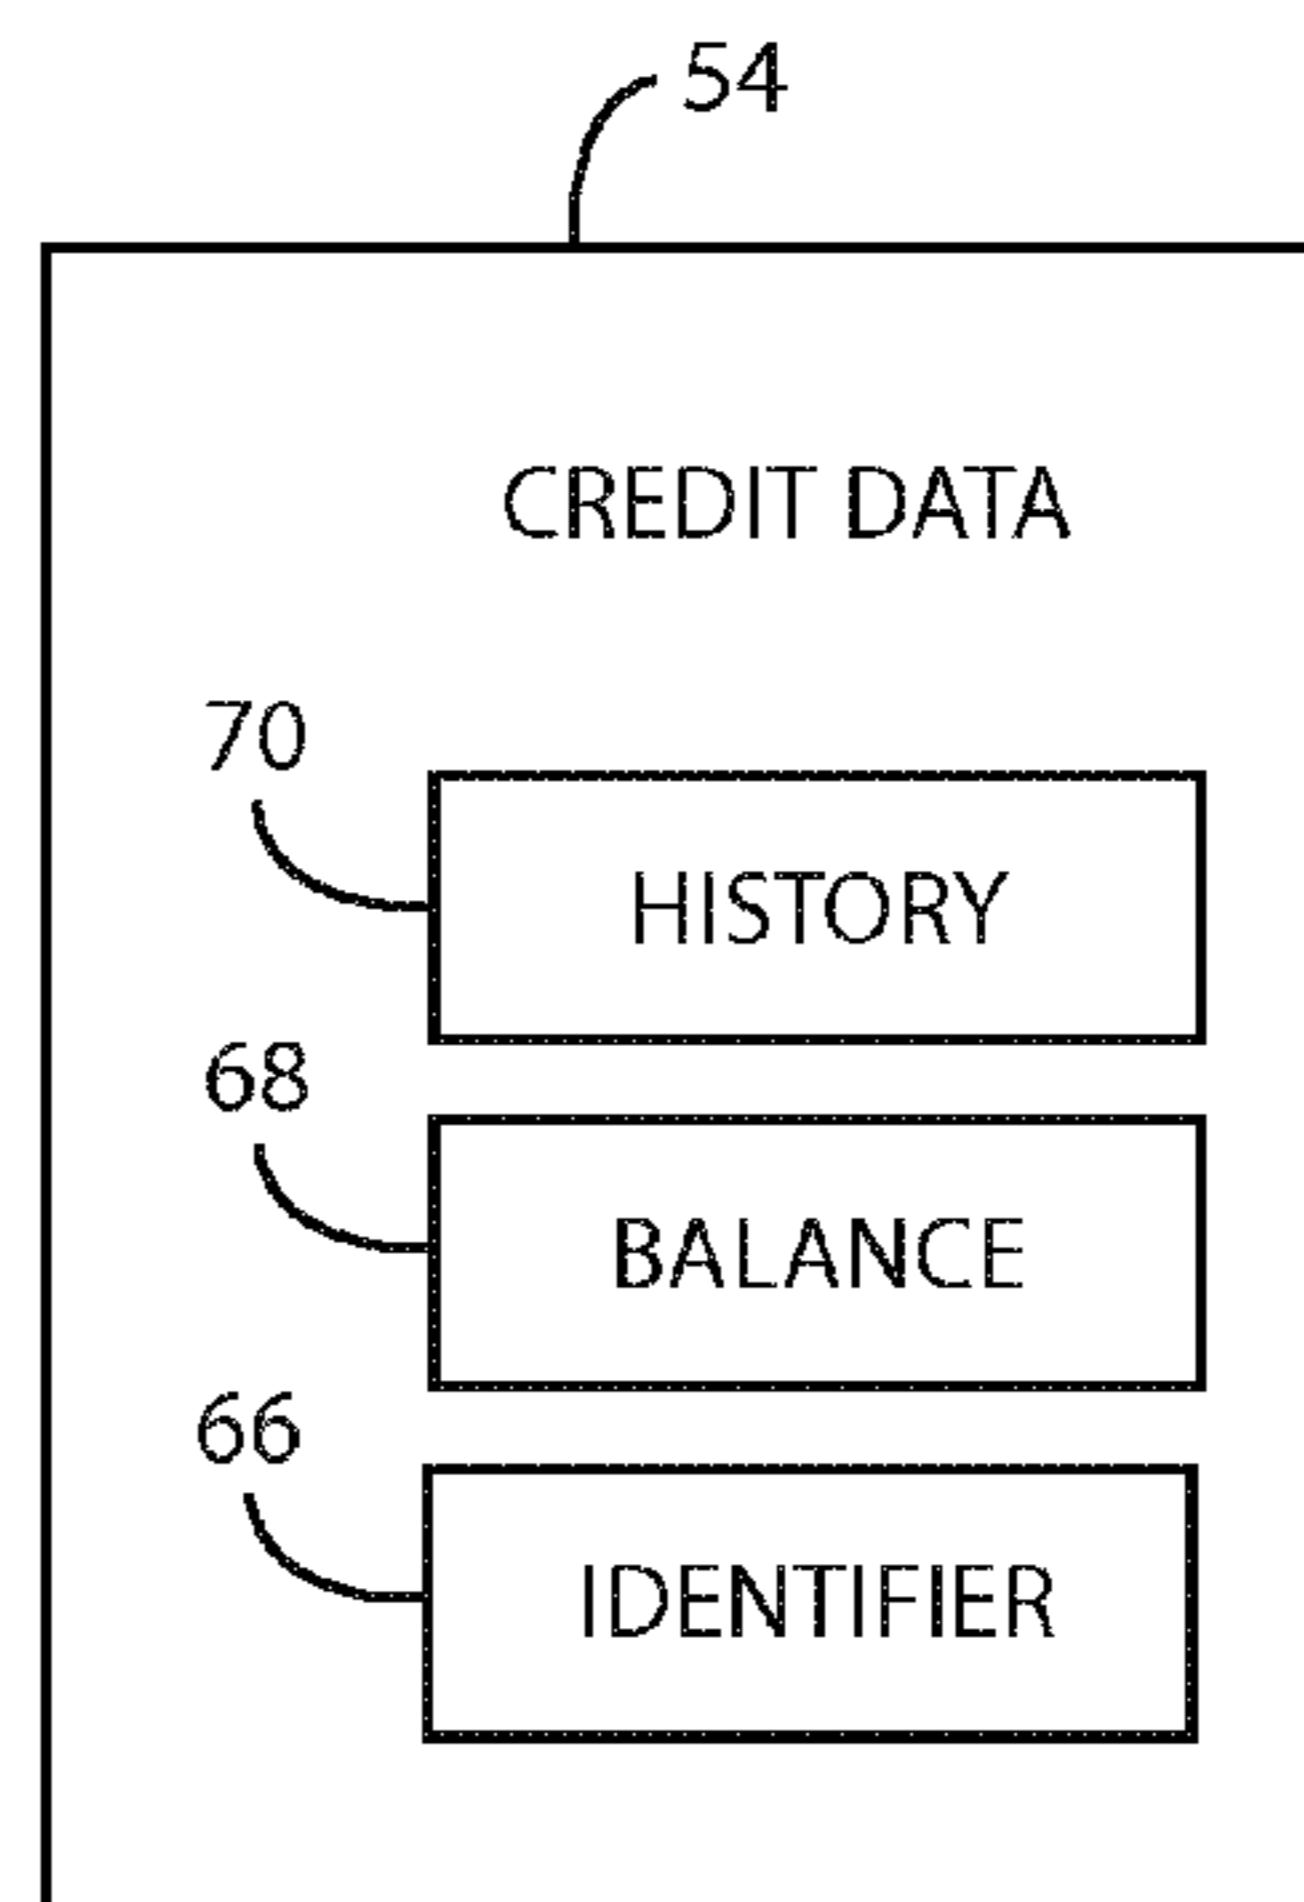 54
CREDIT DATA
70
HISTORY
68
BALANCE
66
IDENTIFIER